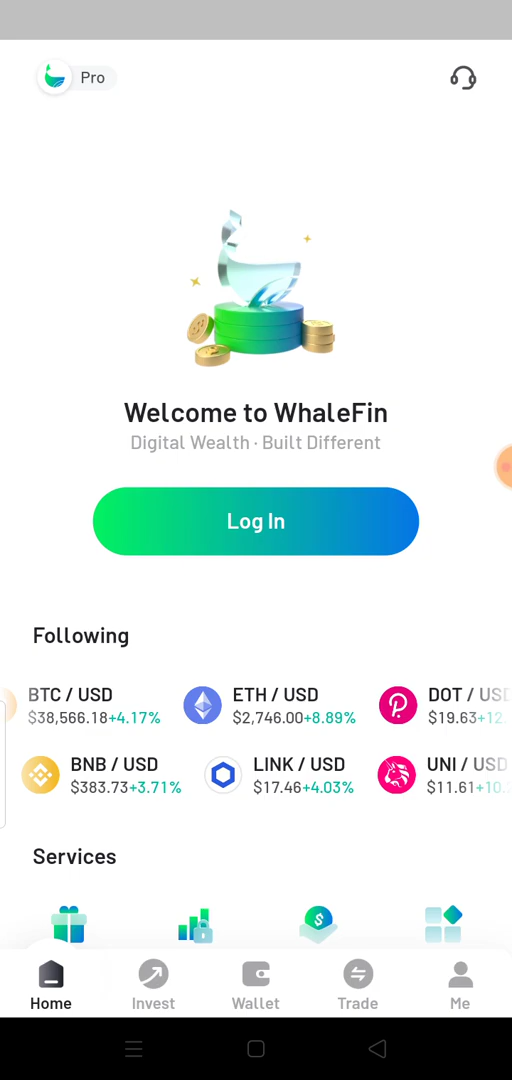 Pro
Welcome to WhaleFin
Digital Wealth · Built Different
Log In
Following
BTC / USD
$38,566.18+4.17%
ETH / USD
$2,746.00+8.89%
DOT / USD
$19.63+12.
BNB / USD
$383.73+3.71%
LINK / USD
$17.46+4.03%
UNI / USD
$11.61+10.
Services
Home
Invest
Wallet
Trade
Me